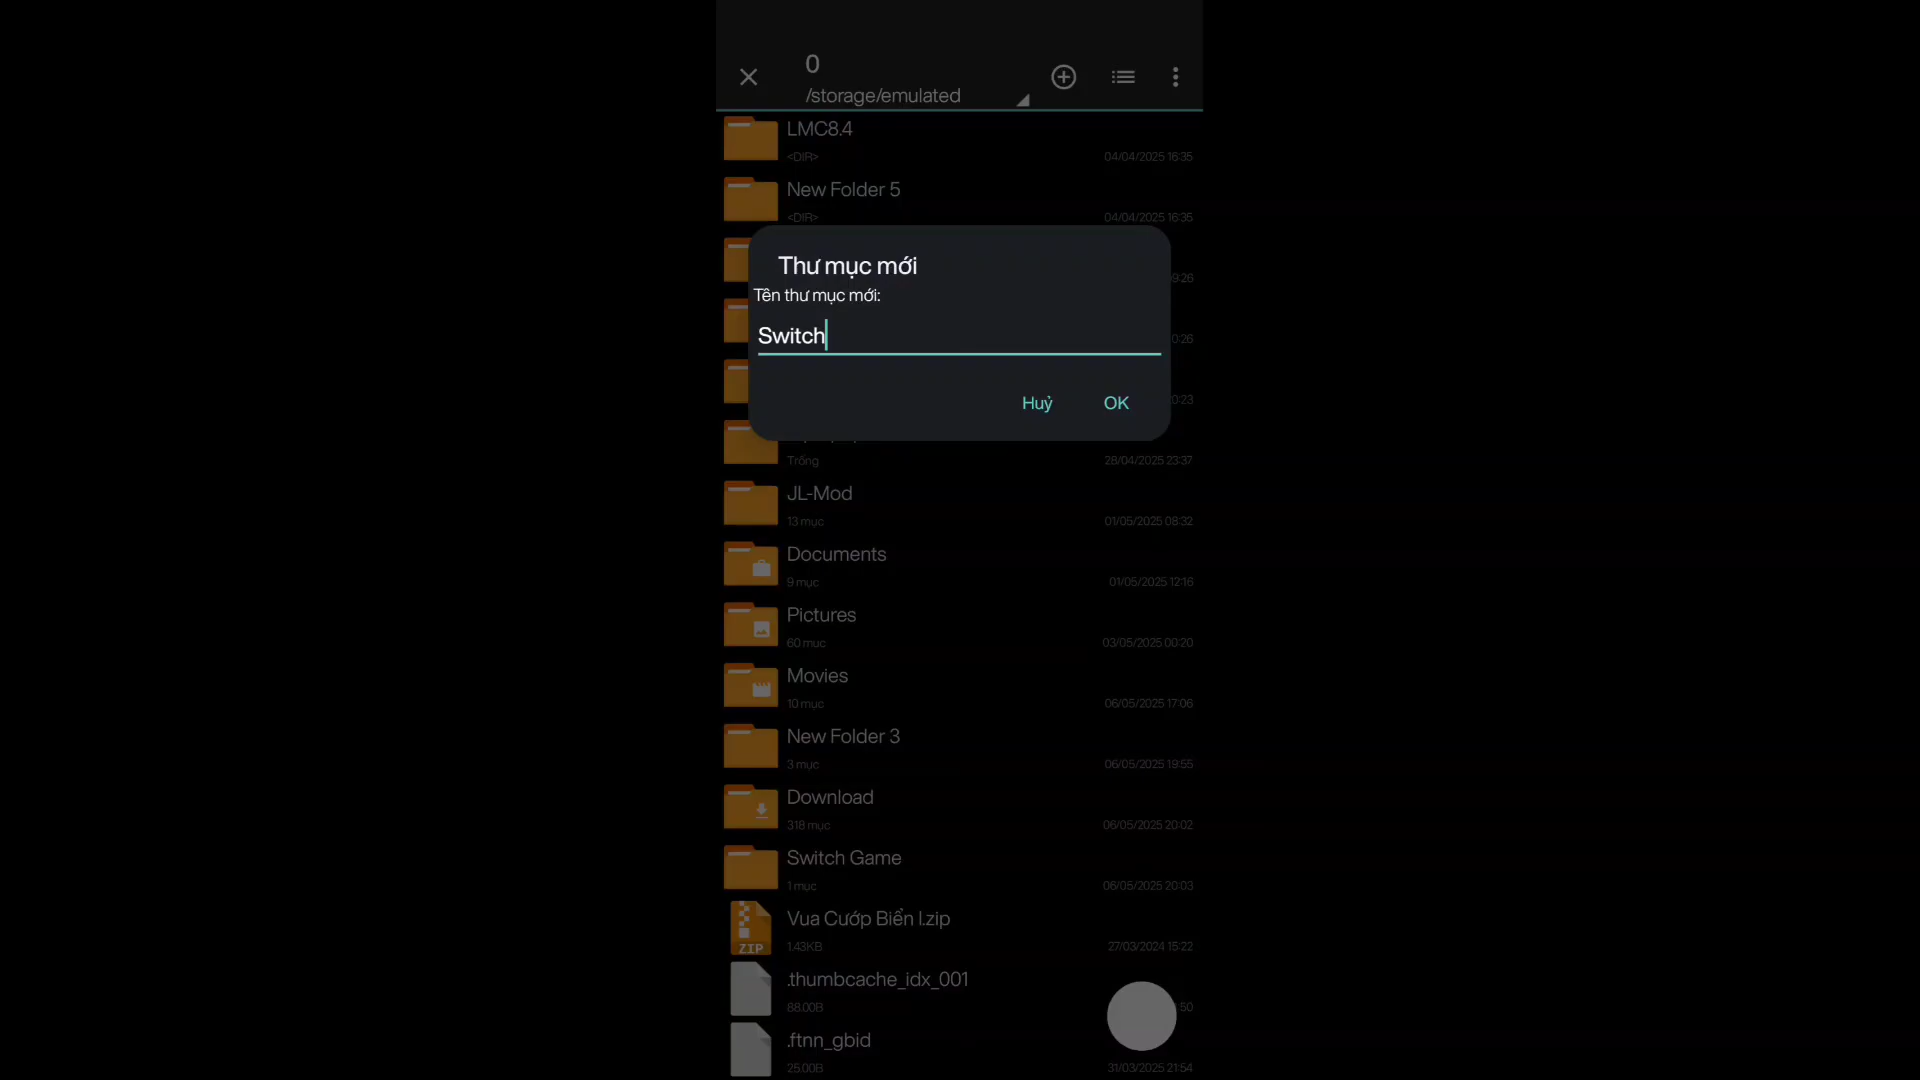 0
/storage/emulated
LMC8.4
<DIR>
04/04/2025 16:35
New Folder 5
<DIR>
04/04/2025 16:35
Thư mục mới
Tên thư mục mới:
Switch
Huỷ
OK
Trống
28/04/2025 23:37
JL-Mod
13 mục
01/05/2025 08:32
Documents
9 mục
01/05/2025 12:16
Pictures
60 mục
03/05/2025 00:20
Movies
10 mục
06/05/2025 17:06
New Folder 3
3 mục
06/05/2025 19:55
Download
318 mục
06/05/2025 20:02
Switch Game
1 mục
06/05/2025 20:03
Vua Cướp Biển I.zip
ZIP
1.43KB
27/03/2024 15:22
.thumbcache_idx_001
88.00B
50
.ftnn_gbid
25.00B
31/03/2025 21:54